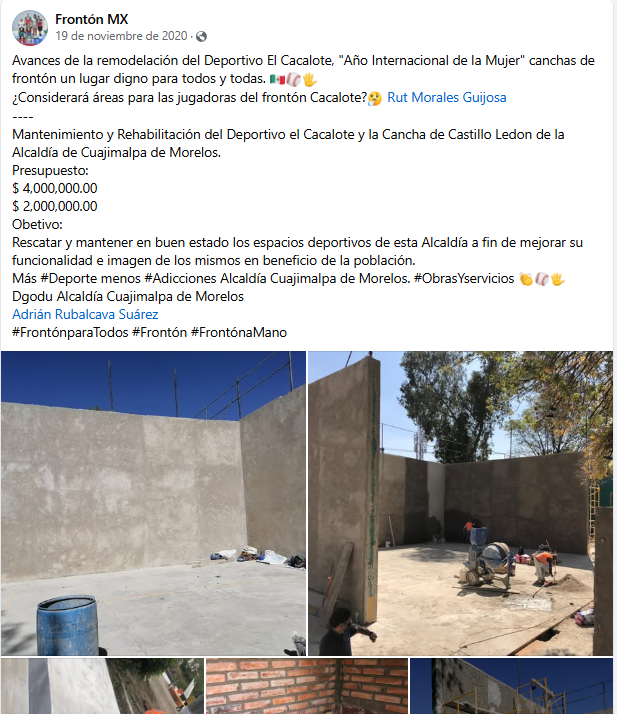 Frontón MX
19 de noviembre de 2020 ·
Avances de la remodelación del Deportivo El Cacalote, "Año Internacional de la Mujer" canchas de
frontón un lugar digno para todos y todas. 🇲🇽⚾🖐
¿Considerará áreas para las jugadoras del frontón Cacalote?🤔 Rut Morales Guijosa
----
Mantenimiento y Rehabilitación del Deportivo el Cacalote y la Cancha de Castillo Ledon de la
Alcaldía de Cuajimalpa de Morelos.
Presupuesto:
$ 4,000,000.00
$ 2,000,000.00
Obetivo:
Rescatar y mantener en buen estado los espacios deportivos de esta Alcaldía a fin de mejorar su
funcionalidad e imagen de los mismos en beneficio de la población.
Más #Deporte menos #Adicciones Alcaldía Cuajimalpa de Morelos. #ObrasYservicios 👏⚾🖐
Dgodu Alcaldía Cuajimalpa de Morelos
Adrián Rubalcava Suárez
#FrontónparaTodos #Frontón #FrontónaMano